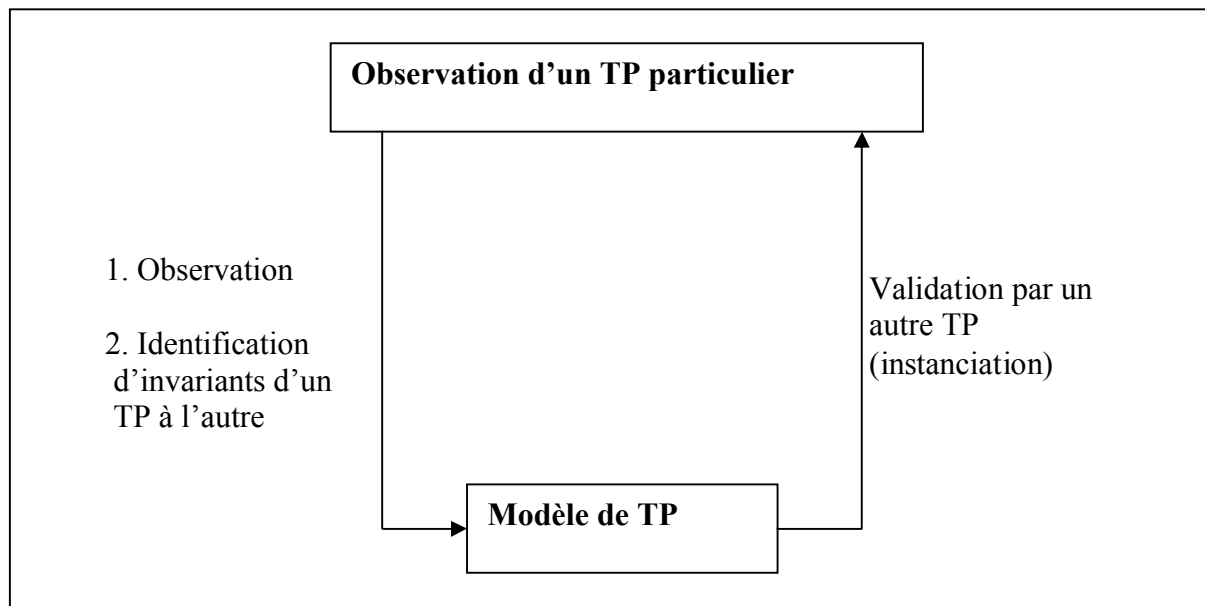 Observation d’un TP particulier
1. Observation
2. Identification
d’invariants d’un
TP à l’autre
Validation par un
autre TP
(instanciation)
Modèle de TP